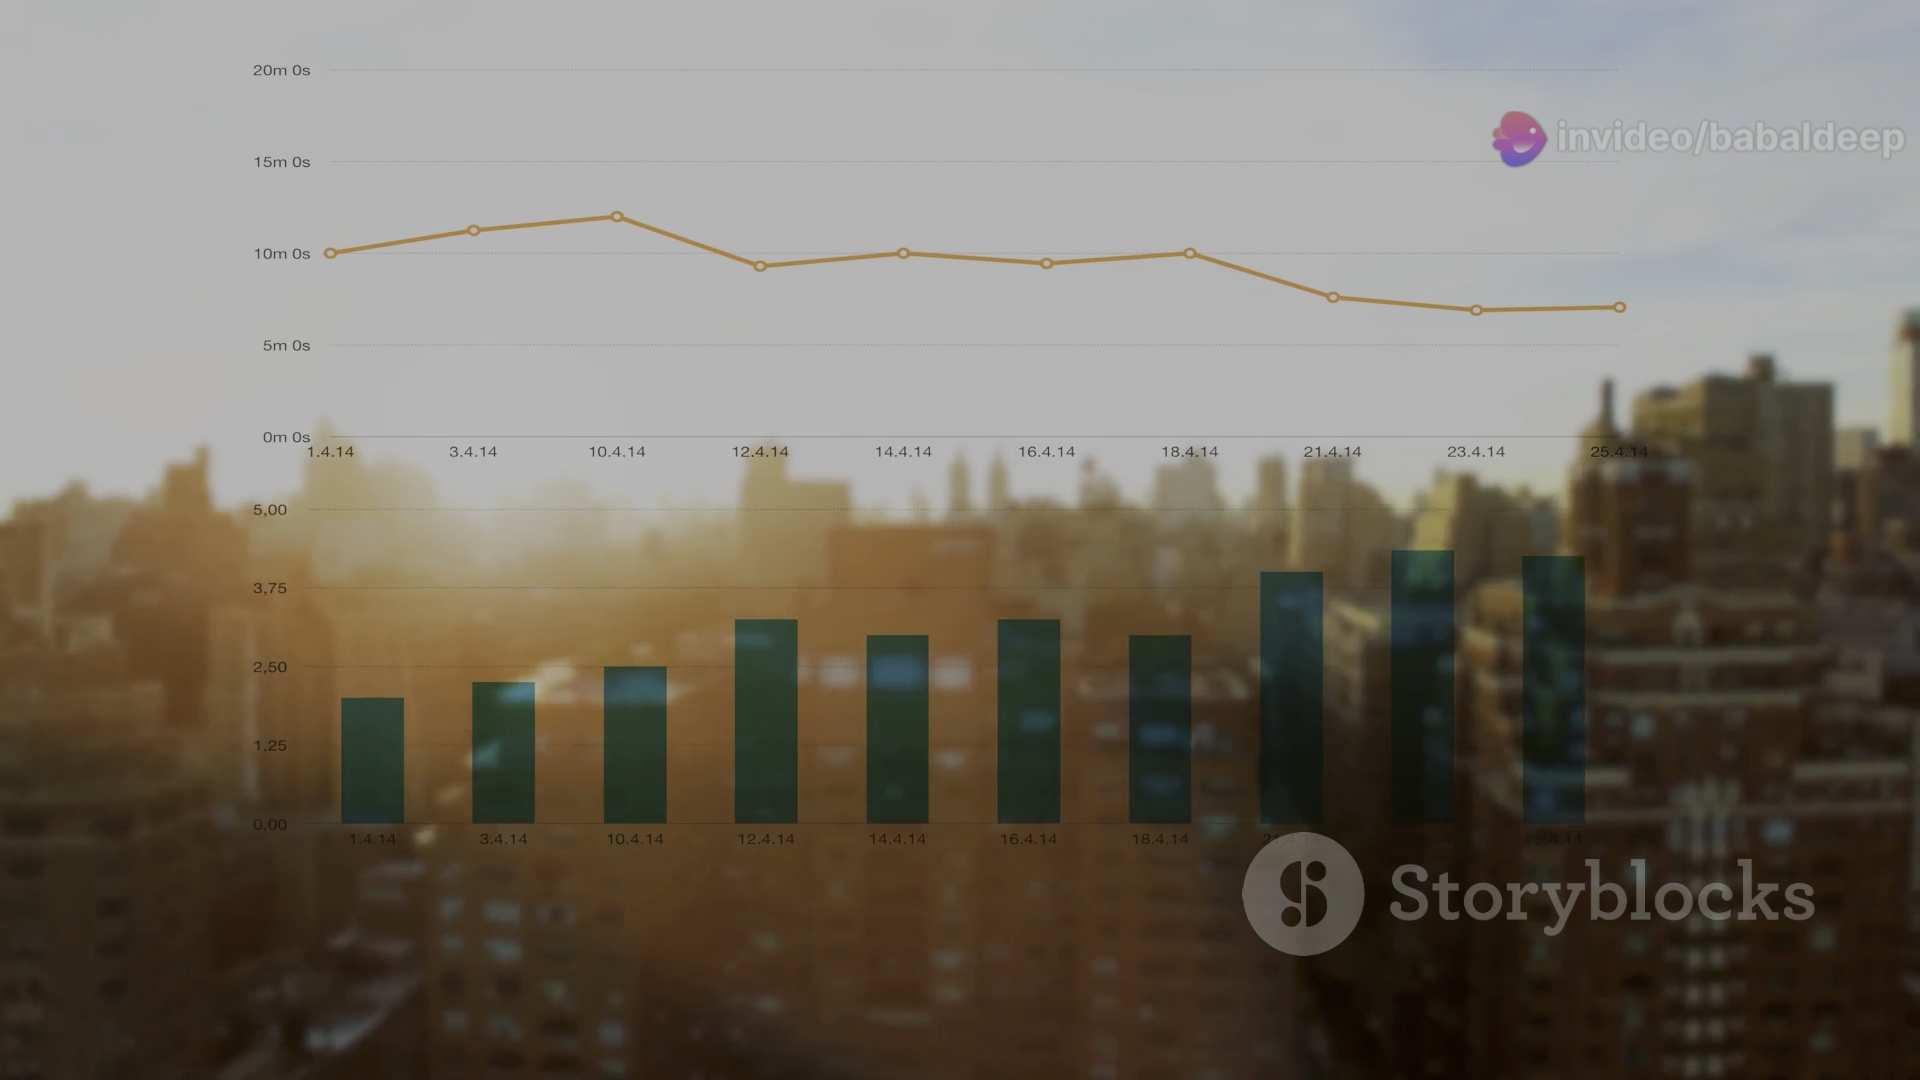 20m 0s
invideo/babaldeep
15m 0s
10m 0s
5m 0s
0m 0s
1.4.14 3.4.14 10.4.14 12.4.14 14.4.14 16.4.14 18.4.14 21.4.14 23.4.14 25.4.14
5,00
3,75
2,50
1,25
0,00
1.4.14 3.4.14 10.4.14 12.4.14 14.4.14 16.4.14 18.4.14 25.4.14
Storyblocks